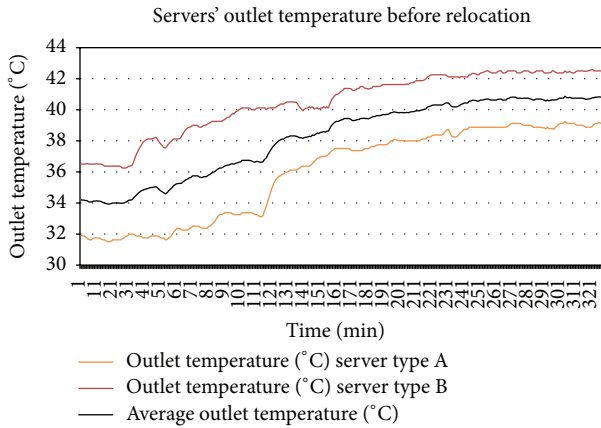 Servers' outlet temperature before relocation
Outlet temperature (°C)
44
42
40
38
36
34
32
30
1 11 21 31 41 51 61 71 81 91 101 111 121 131 141 151 161 171 181 191 201 211 221 231 241 251 261 271 281 291 301 311 321
Time (min)
Outlet temperature (°C) server type A
Outlet temperature (°C) server type B
Average outlet temperature (°C)